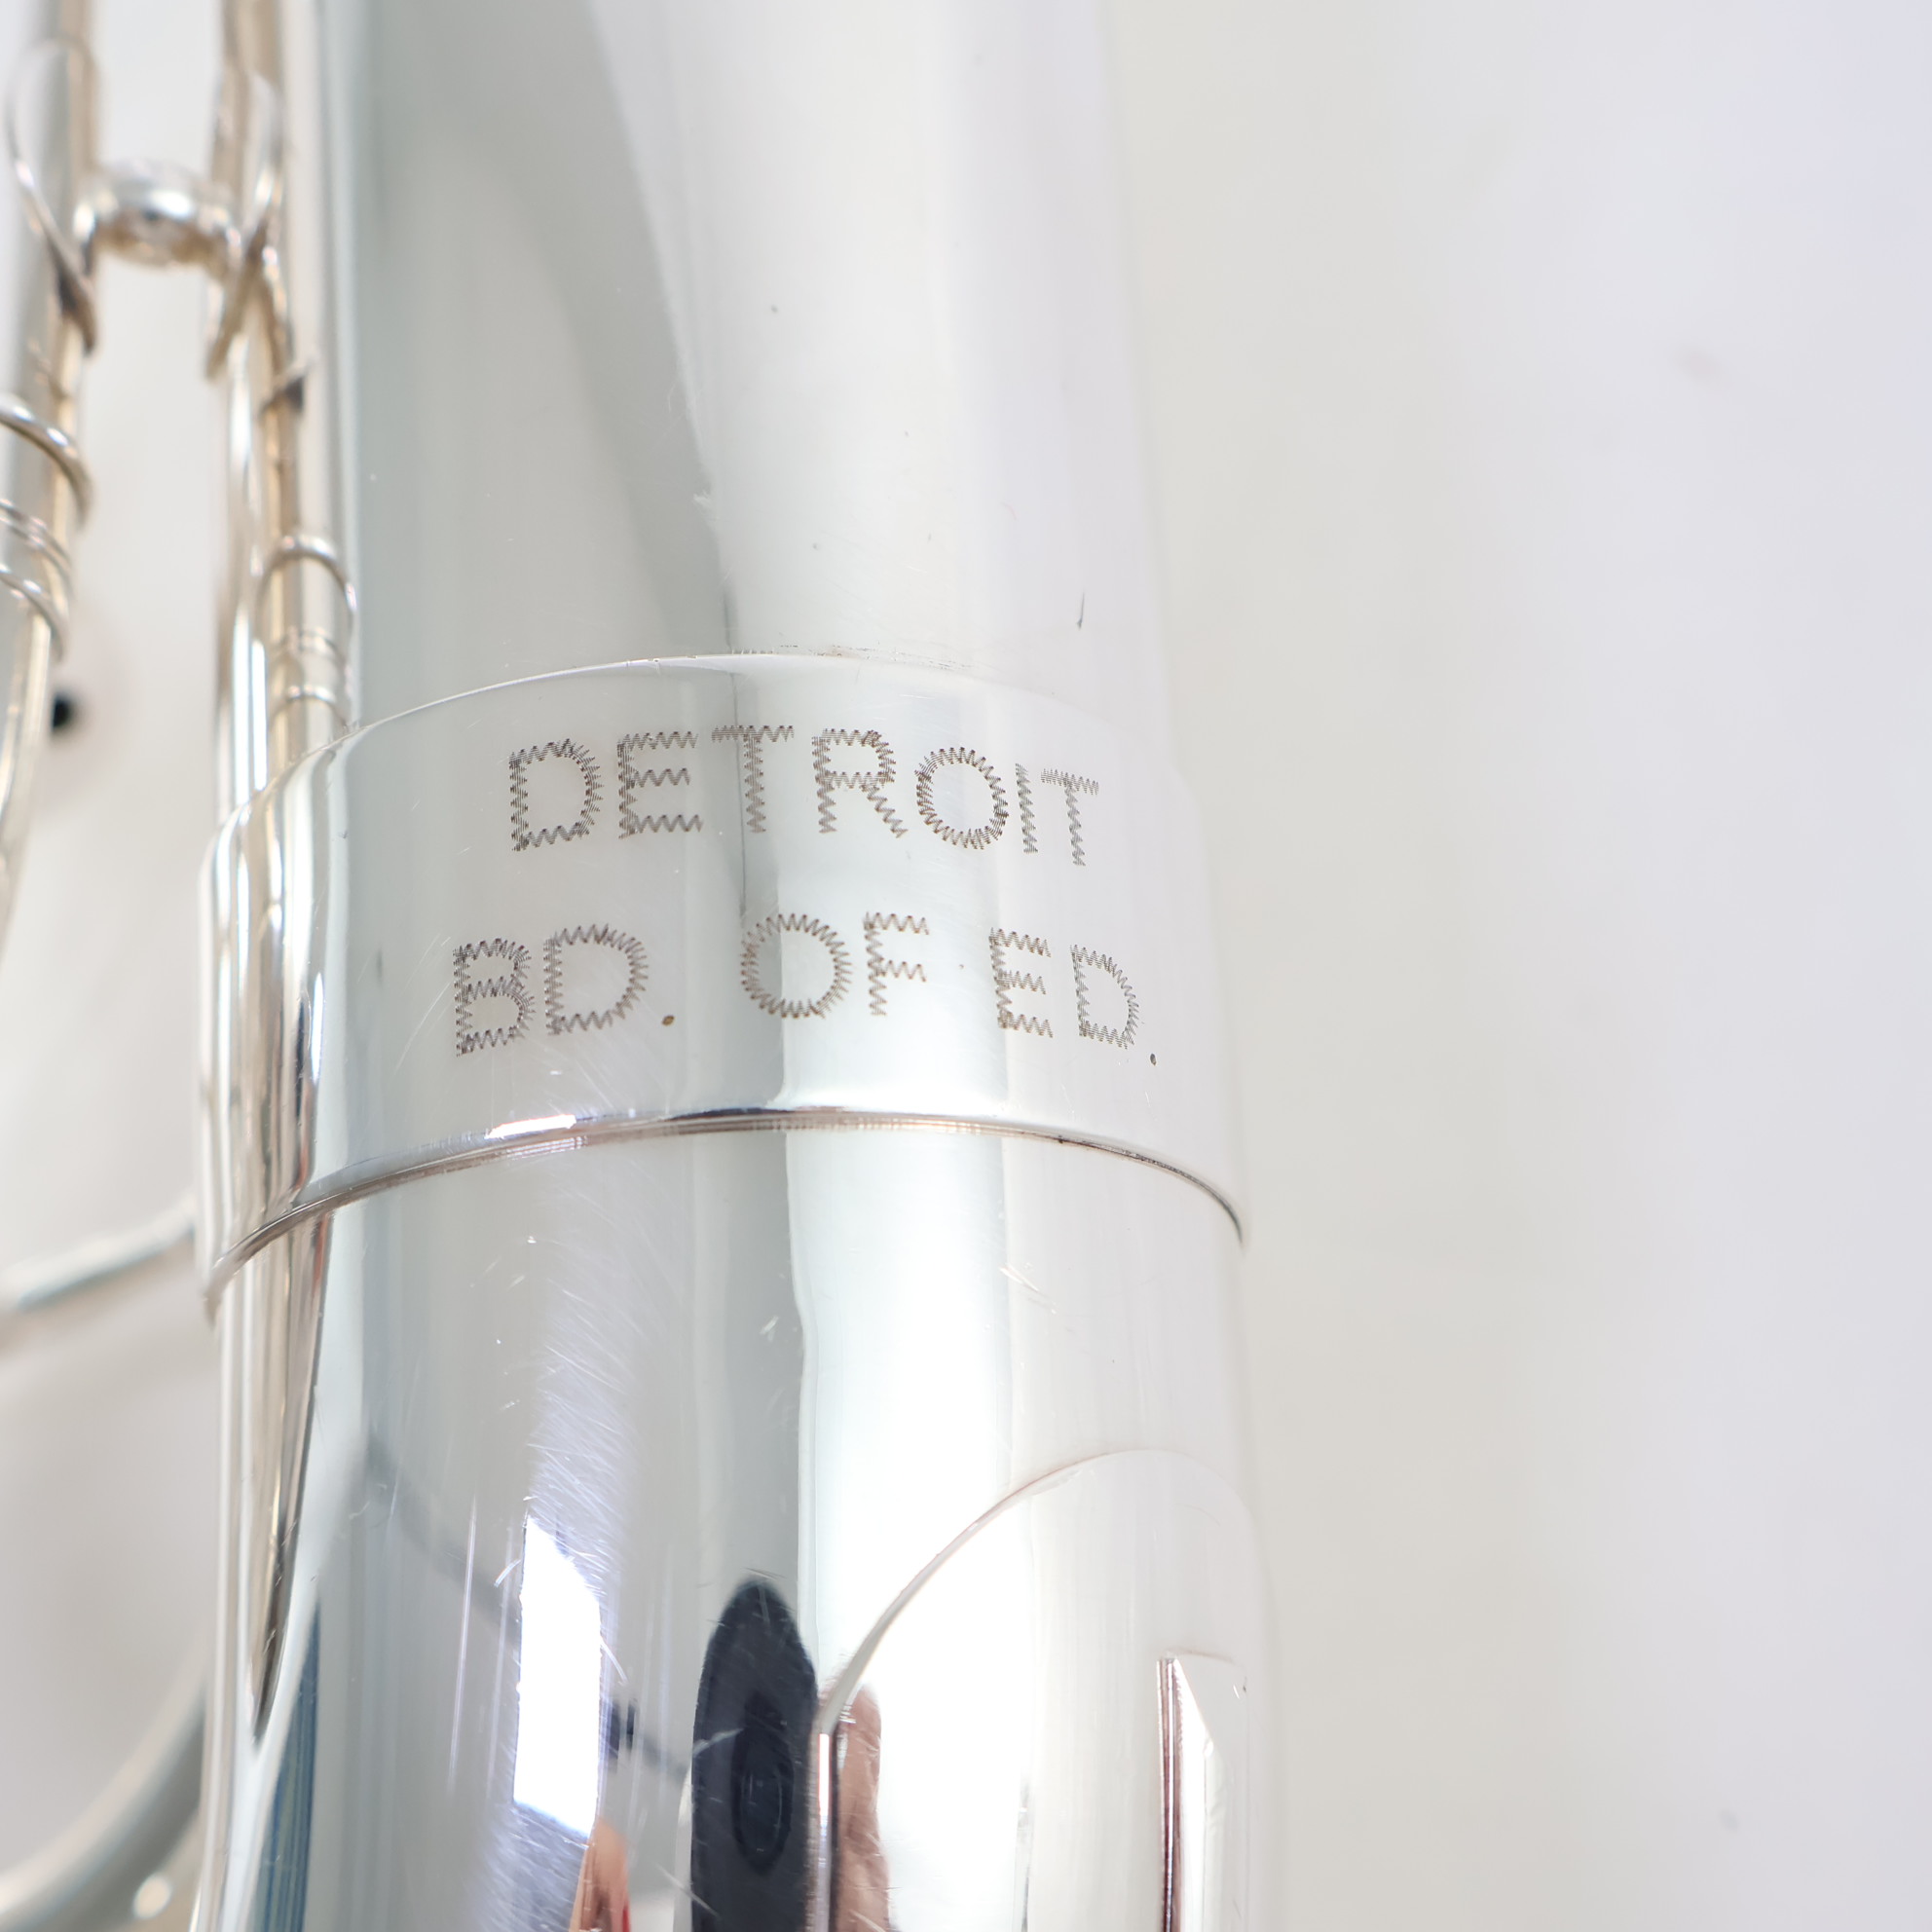 DETROIT
BD. OF ED.